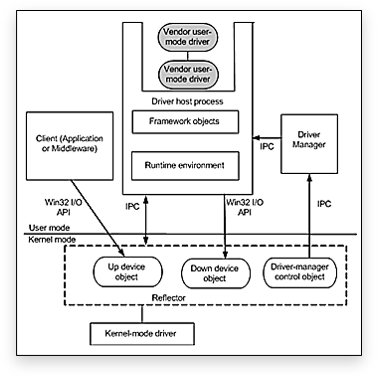 Vendor user-
mode driver
Vendor user-
mode driver
Driver host process
Framework objects
Client (Application
or Middleware)
Driver
Manager
IPC
Runtime environment
Win32 I/O
API
IPC
Win32 I/O
API
IPC
User mode
Kernel mode
Up device
object
Down device
object
Driver-manager
control object
Reflector
Kernel-mode driver